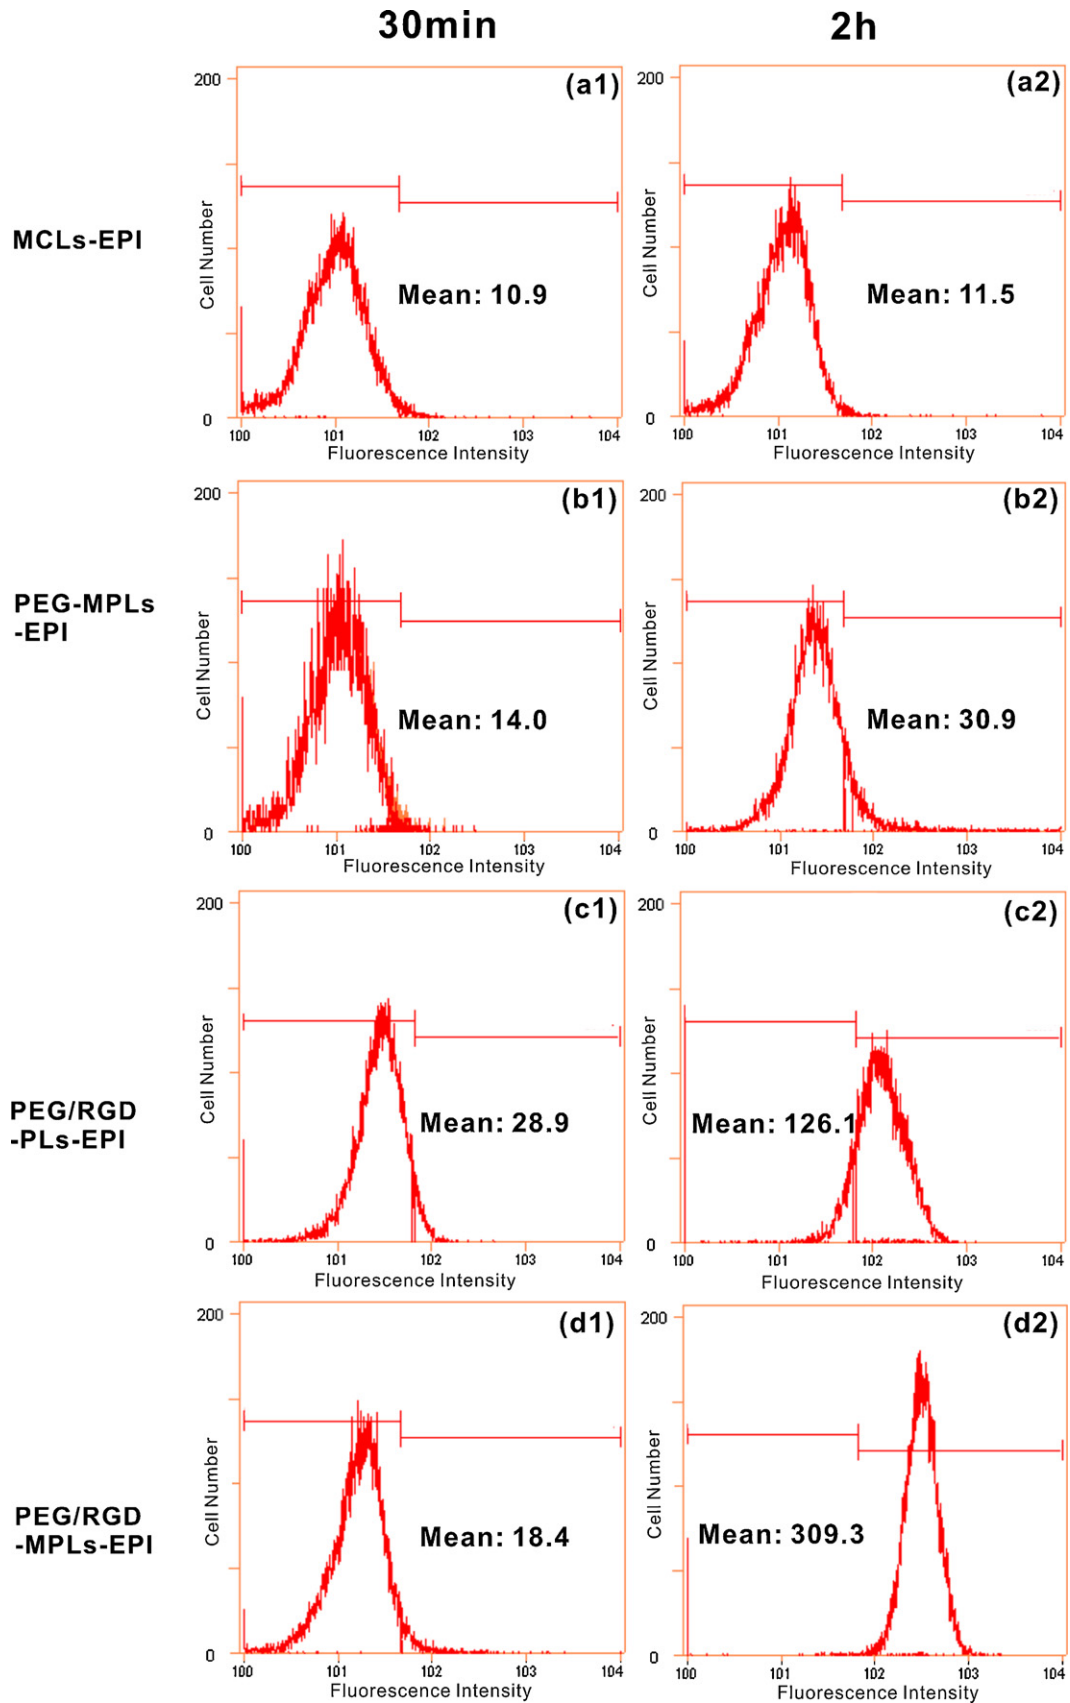 30min
2h
(a1)
200
MCLs-EPI
Cell Number
Mean: 10.9
0
100 101 102 103 104
Fluorescence Intensity
(a2)
200
Cell Number
Mean: 11.5
0
100 101 102 103 104
Fluorescence Intensity
(b1)
200
PEG-MPLs
-EPI
Cell Number
Mean: 14.0
0
100 101 102 103 104
Fluorescence Intensity
(b2)
200
Cell Number
Mean: 30.9
0
100 101 102 103 104
Fluorescence Intensity
(c1)
200
PEG/RGD
-PLs-EPI
Cell Number
Mean: 28.9
0
100 101 102 103 104
Fluorescence Intensity
(c2)
200
Cell Number
Mean: 126.1
0
100 101 102 103 104
Fluorescence Intensity
(d1)
200
PEG/RGD
-MPLs-EPI
Cell Number
Mean: 18.4
0
100 101 102 103 104
Fluorescence Intensity
(d2)
200
Cell Number
Mean: 309.3
0
100 101 102 103 104
Fluorescence Intensity